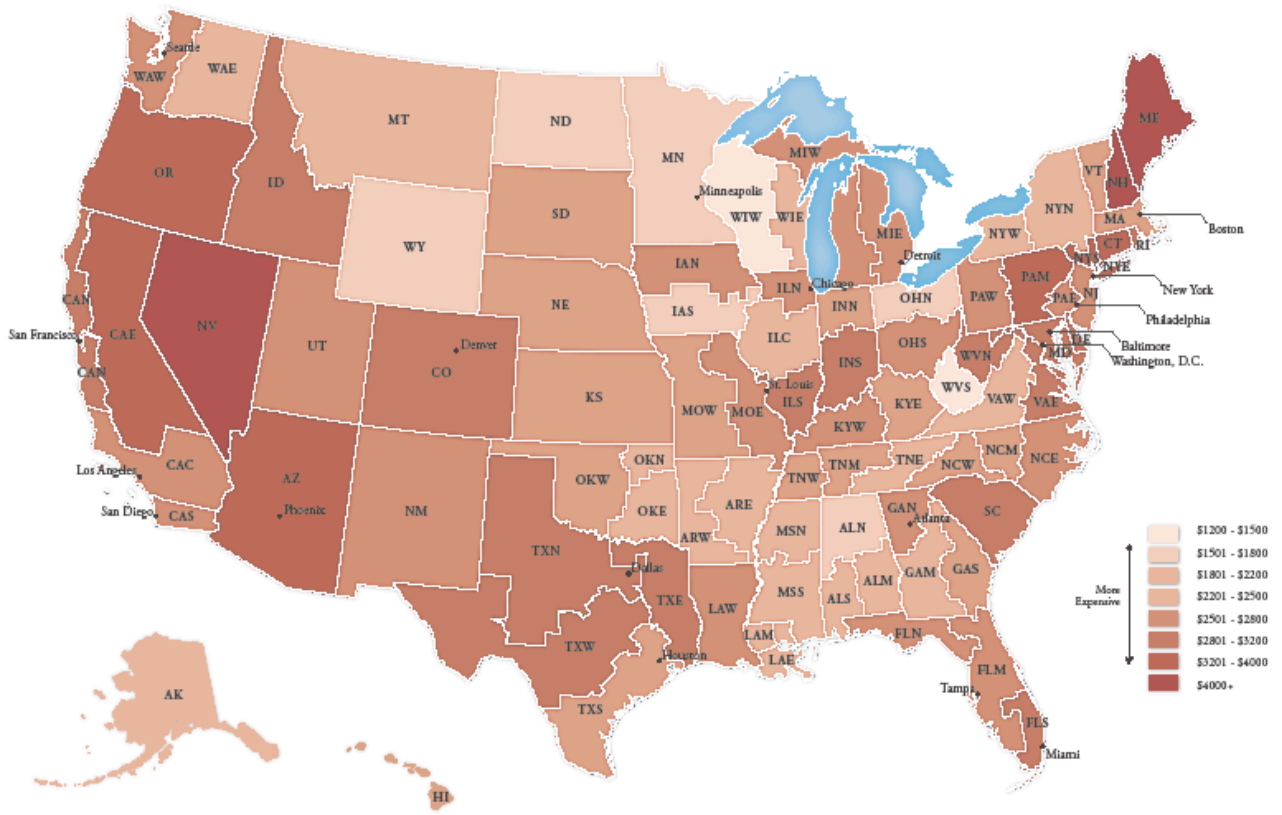 Seattle
WAW
WAE
MT
ND
MN
ME
OR
ID
MIW
VT
NH
Minneapolis
SD
WIW
WIE
MIE
NYN
NYW
MA
Boston
WY
IAN
Detroit
CT
RI
NYS
NYE
CAN
NE
IAS
ILN
Chicago
INN
OHN
PAW
PAM
PAE
NJ
New York
Philadelphia
San Francisco
CAE
NV
UT
Denver
CO
ILC
OHS
WVN
MD
DE
Baltimore
Washington, D.C.
CAN
INS
KS
St. Louis
ILS
WVS
VAW
VAE
MOW
MOE
KYE
KYW
Los Angeles
CAC
AZ
OKN
OKW
TNW
TNM
TNE
NCW
NCM
NCE
San Diego
CAS
Phoenix
NM
OKE
ARE
ARW
MSN
ALN
GAN
Atlanta
SC
TXN
Dallas
TXE
LAW
MSS
ALS
ALM
GAM
GAS
TXW
Houston
LAM
LAE
FLN
FLM
TXS
Tampa
FLS
Miami
AK
HI
More
Expensive
$1200 - $1500
$1501 - $1800
$1801 - $2200
$2201 - $2500
$2501 - $2800
$2801 - $3200
$3201 - $4000
$4000+